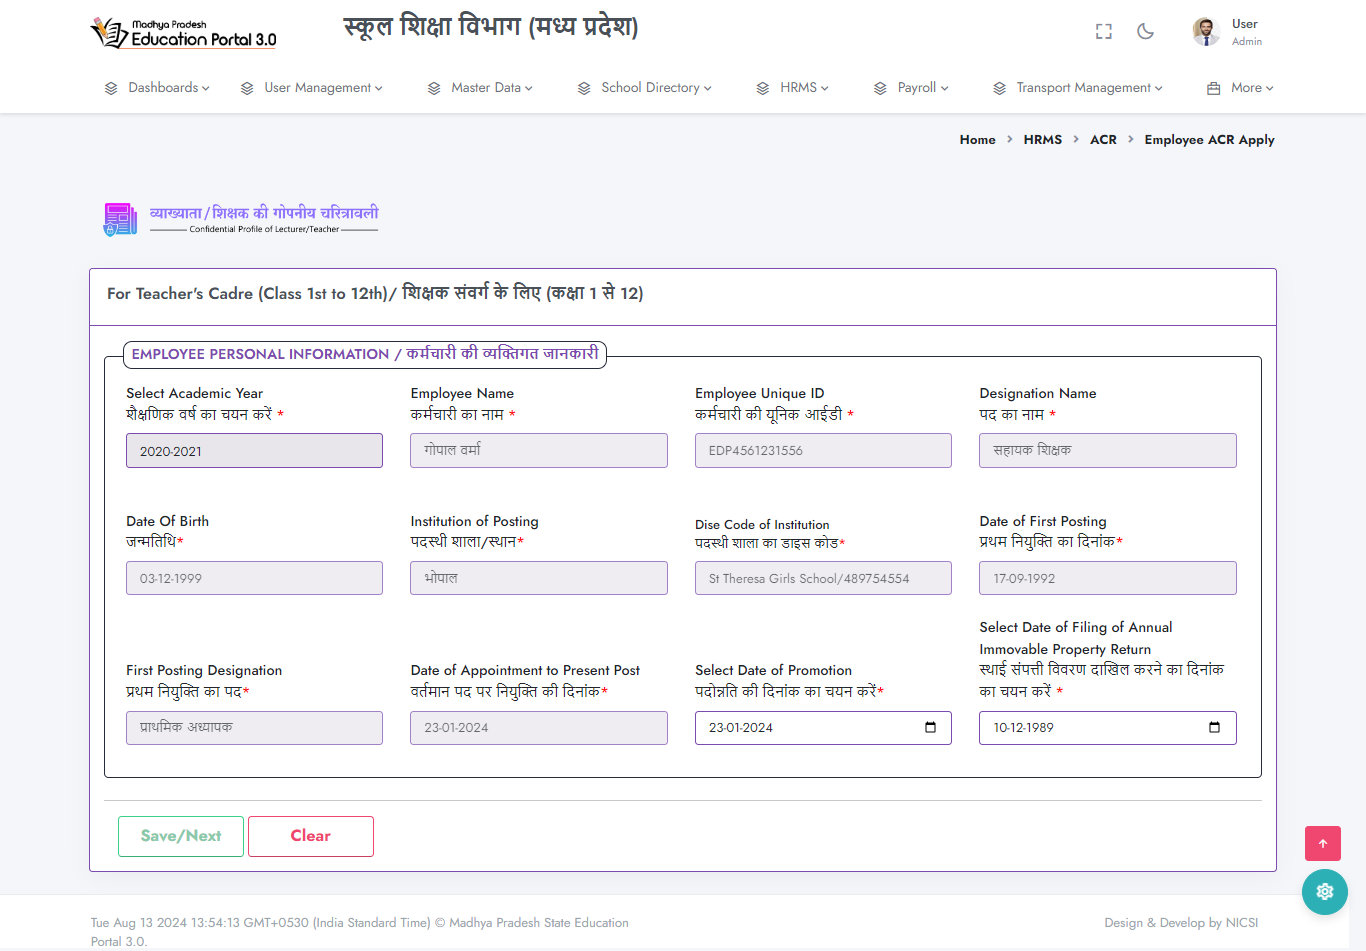 Madhya Pradesh
Education Portal 3.0
स्कूल शिक्षा विभाग (मध्य प्रदेश)
User
Admin
Dashboards User Management Master Data School Directory HRMS Payroll Transport Management More
Home > HRMS > ACR > Employee ACR Apply
व्याख्याता/शिक्षक की गोपनीय चरित्रावली
Confidential Profile of Lecturer/Teacher
For Teacher's Cadre (Class 1st to 12th)/ शिक्षक संवर्ग के लिए (कक्षा 1 से 12)
EMPLOYEE PERSONAL INFORMATION / कर्मचारी की व्यक्तिगत जानकारी
Select Academic Year
शैक्षणिक वर्ष का चयन करें *
2020-2021
Employee Name
कर्मचारी का नाम *
गोपाल वर्मा
Employee Unique ID
कर्मचारी की यूनिक आईडी *
EDP4561231556
Designation Name
पद का नाम *
सहायक शिक्षक
Date Of Birth
जन्मतिथि*
03-12-1999
Institution of Posting
पदस्थी शाला/स्थान*
भोपाल
Dise Code of Institution
पदस्थी शाला का डाइस कोड*
St Theresa Girls School/489754554
Date of First Posting
प्रथम नियुक्ति का दिनांक*
17-09-1992
First Posting Designation
प्रथम नियुक्ति का पद*
प्राथमिक अध्यापक
Date of Appointment to Present Post
वर्तमान पद पर नियुक्ति की दिनांक*
23-01-2024
Select Date of Promotion
पदोन्नति की दिनांक का चयन करें*
23-01-2024
Select Date of Filing of Annual
Immovable Property Return
स्थाई संपत्ती विवरण दाखिल करने का दिनांक
का चयन करें *
10-12-1989
Save/Next Clear
Tue Aug 13 2024 13:54:13 GMT+0530 (India Standard Time) © Madhya Pradesh State Education
Portal 3.0.
Design & Develop by NICSI